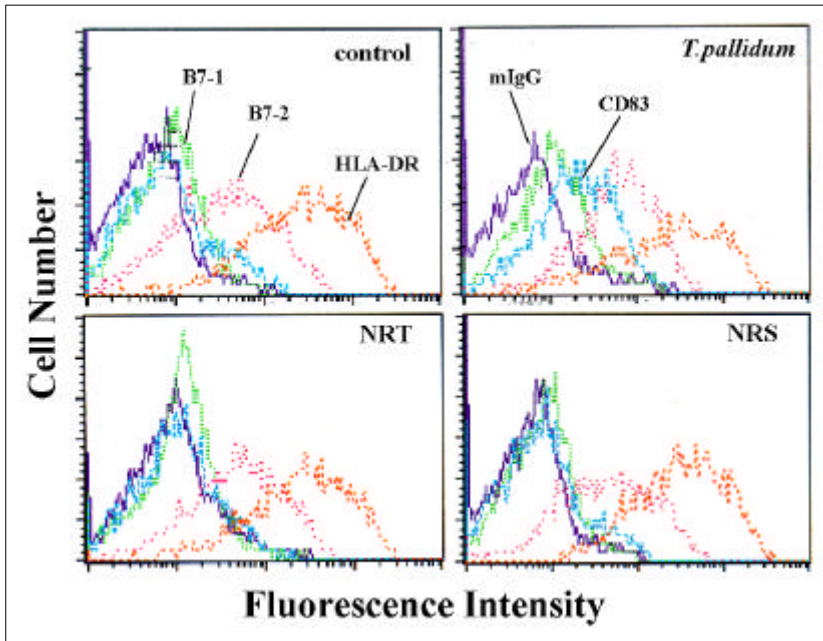 control
B7-1
B7-2
HLA-DR
T.pallidum
mIgG
CD83
NRT
NRS
Cell Number
Fluorescence Intensity